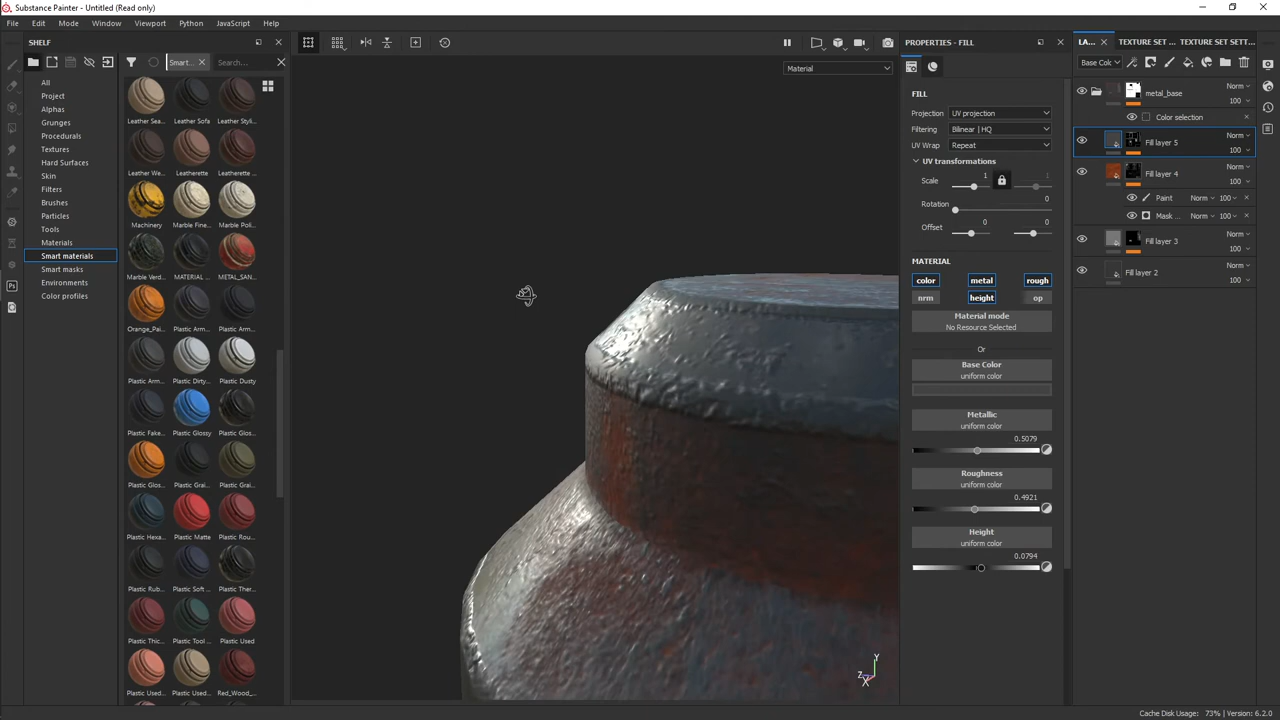 Substance Painter - Untitled (Read only)
File Edit Mode Window Viewport Python JavaScript Help
SHELF
Smart...
Search...
All
Project
Alphas
Grunges
Procedurals
Textures
Hard Surfaces
Skin
Filters
Brushes
Particles
Tools
Materials
Smart materials
Smart masks
Environments
Color profiles
Leather Sea... Leather Sofa Leather Styli...
Leather We... Leatherette Leatherette ...
Machinery Marble Fine... Marble Poli...
Marble Verd... MATERIAL ... METAL_SAN...
Orange_Pai... Plastic Arm... Plastic Arm...
Plastic Arm... Plastic Dirty... Plastic Dusty
Plastic Fake... Plastic Glossy Plastic Glos...
Plastic Glos... Plastic Grai... Plastic Grai...
Plastic Hexa... Plastic Matte Plastic Rou...
Plastic Rub... Plastic Soft ... Plastic Ther...
Plastic Thic... Plastic Tool ... Plastic Used
Plastic Used... Plastic Used... Red_Wood_...
Ps
Material
Y
Z
X
PROPERTIES - FILL
FILL
Projection UV projection
Filtering Bilinear | HQ
UV Wrap Repeat
UV transformations
Scale 1 1
Rotation 0
Offset 0 0
MATERIAL
color metal rough
nrm height op
Material mode
No Resource Selected
Or
Base Color
uniform color
Metallic
uniform color
0.5079
Roughness
uniform color
0.4921
Height
uniform color
0.0794
LA... TEXTURE SET ... TEXTURE SET SETT...
Base Colc
metal_base Norm 100
Color selection
Fill layer 5 Norm 100
Fill layer 4 Norm 100
Paint Norm 100
Mask ... Norm 100
Fill layer 3 Norm 100
Fill layer 2 Norm 100
Cache Disk Usage: 73% | Version: 6.2.0